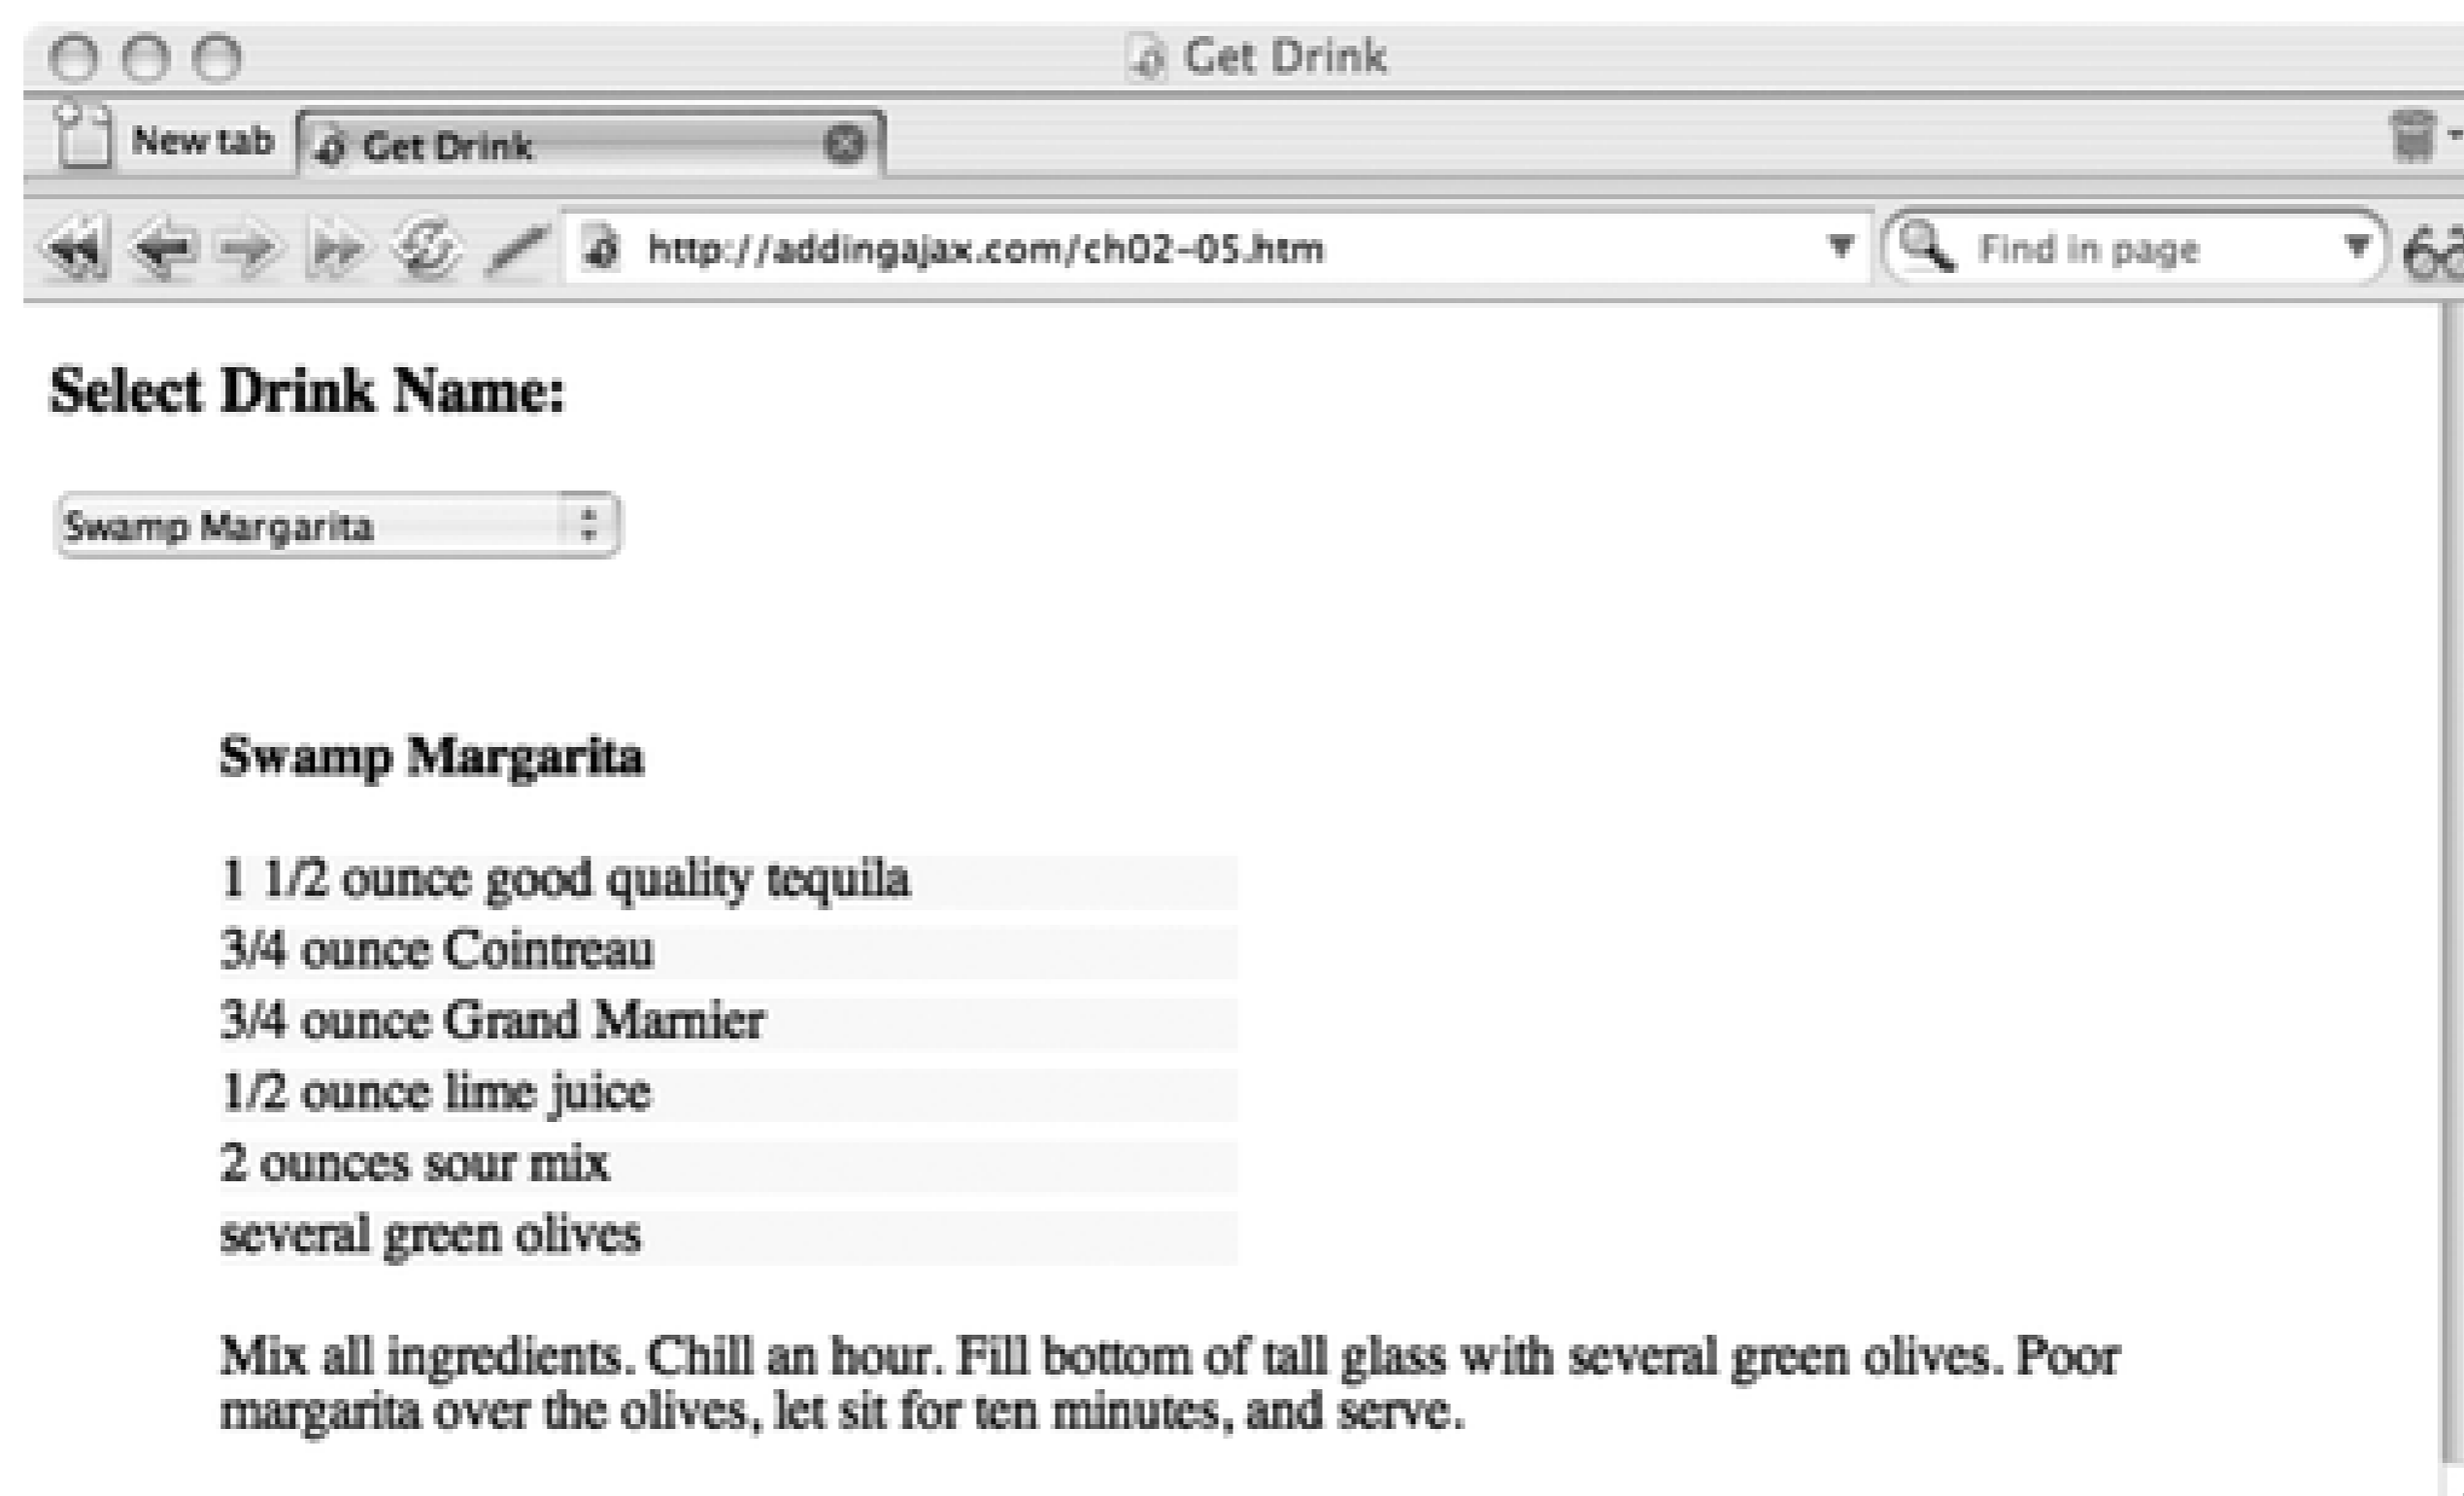 Get Drink
New tab Get Drink
http://addingajax.com/ch02-05.htm Find in page
Select Drink Name:
Swamp Margarita
Swamp Margarita
1 1/2 ounce good quality tequila
3/4 ounce Cointreau
3/4 ounce Grand Marnier
1/2 ounce lime juice
2 ounces sour mix
several green olives
Mix all ingredients. Chill an hour. Fill bottom of tall glass with several green olives. Poor
margarita over the olives, let sit for ten minutes, and serve.